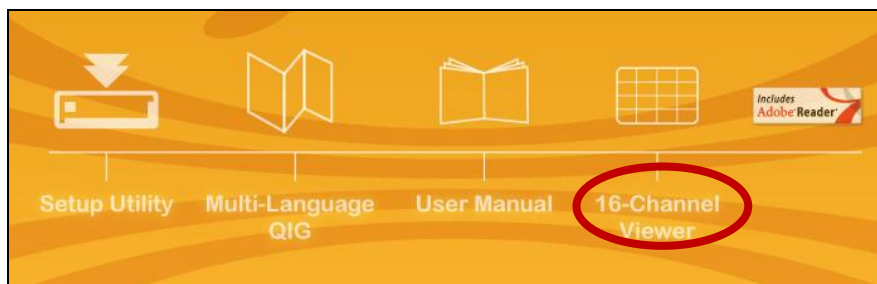 Includes
Adobe Reader
Setup Utility
Multi-Language
QIG
User Manual
16-Channel
Viewer